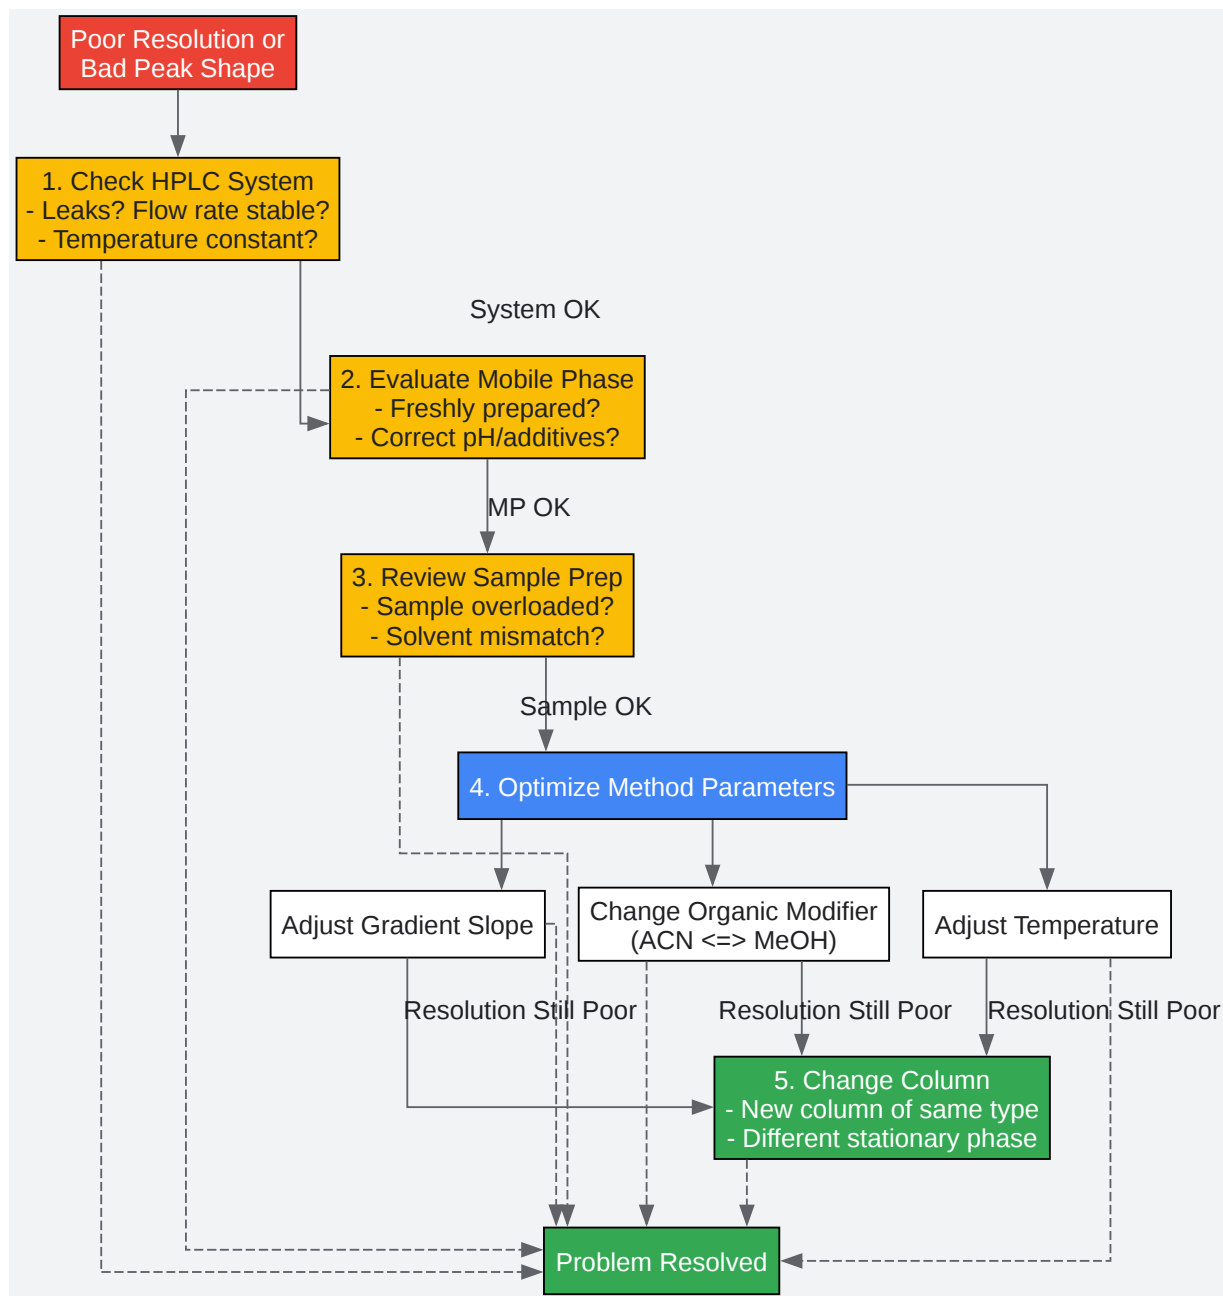 Poor Resolution or
Bad Peak Shape
1. Check HPLC System
- Leaks? Flow rate stable?
- Temperature constant?
System OK
2. Evaluate Mobile Phase
- Freshly prepared?
- Correct pH/additives?
MP OK
3. Review Sample Prep
- Sample overloaded?
- Solvent mismatch?
Sample OK
4. Optimize Method Parameters
Adjust Gradient Slope
Change Organic Modifier
(ACN <=> MeOH)
Adjust Temperature
Resolution Still Poor
Resolution Still Poor
Resolution Still Poor
5. Change Column
- New column of same type
- Different stationary phase
Problem Resolved